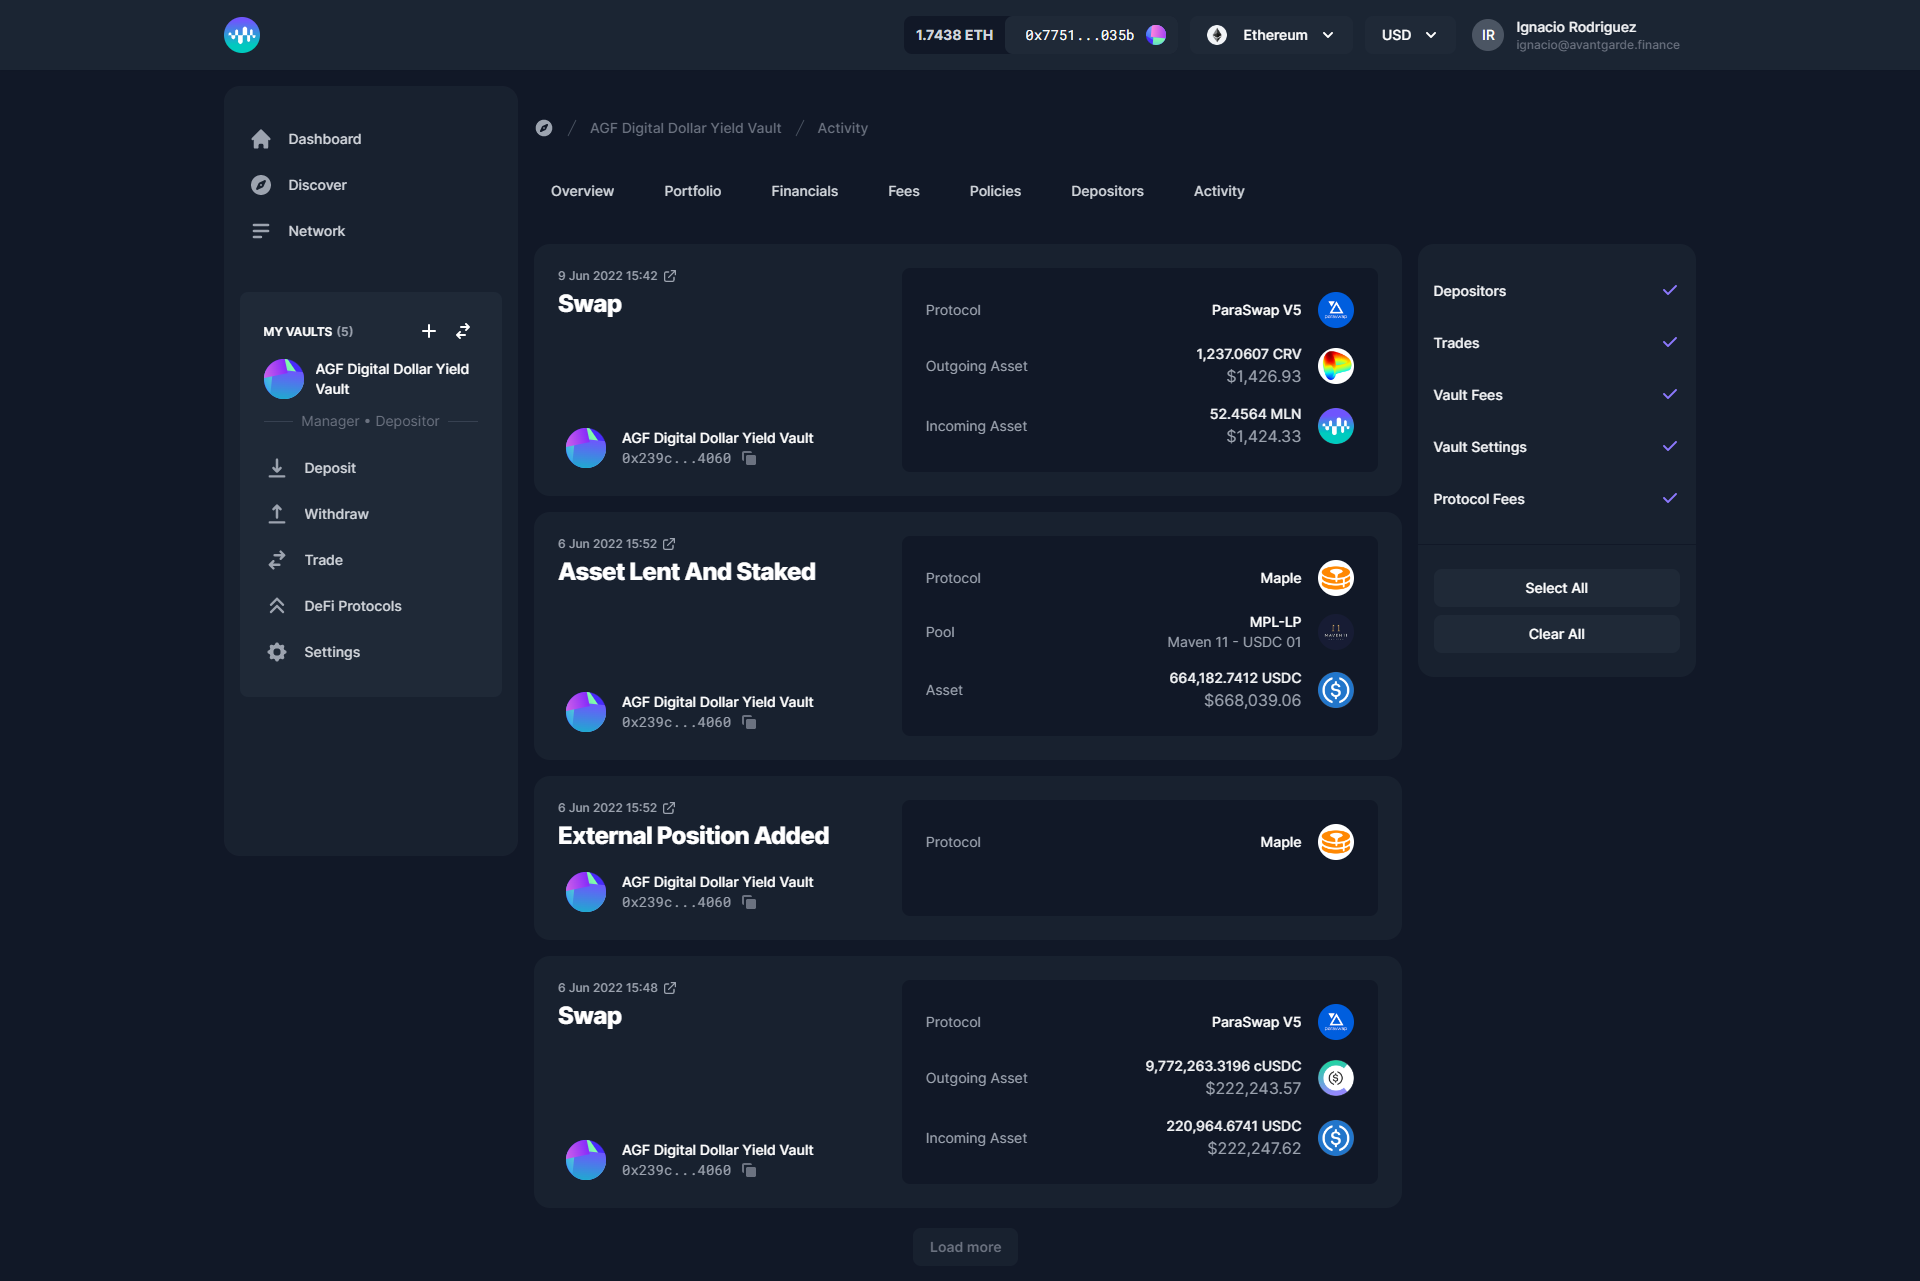 1.7438 ETH
0x7751...035b
Ethereum
USD
IR
Ignacio Rodriguez
ignacio@avantgarde.finance
Dashboard
Discover
Network
MY VAULTS (5)
AGF Digital Dollar Yield
Vault
Manager • Depositor
Deposit
Withdraw
Trade
DeFi Protocols
Settings
/ AGF Digital Dollar Yield Vault / Activity
Overview
Portfolio
Financials
Fees
Policies
Depositors
Activity
9 Jun 2022 15:42
Swap
AGF Digital Dollar Yield Vault
0x239c...4060
Protocol
ParaSwap V5
Outgoing Asset
1,237.0607 CRV
$1,426.93
Incoming Asset
52.4564 MLN
$1,424.33
6 Jun 2022 15:52
Asset Lent And Staked
AGF Digital Dollar Yield Vault
0x239c...4060
Protocol
Maple
Pool
MPL-LP
Maven 11 - USDC 01
MAVEN 11
Asset
664,182.7412 USDC
$668,039.06
6 Jun 2022 15:52
External Position Added
AGF Digital Dollar Yield Vault
0x239c...4060
Protocol
Maple
6 Jun 2022 15:48
Swap
AGF Digital Dollar Yield Vault
0x239c...4060
Protocol
ParaSwap V5
Outgoing Asset
9,772,263.3196 cUSDC
$222,243.57
Incoming Asset
220,964.6741 USDC
$222,247.62
Load more
Depositors
Trades
Vault Fees
Vault Settings
Protocol Fees
Select All
Clear All